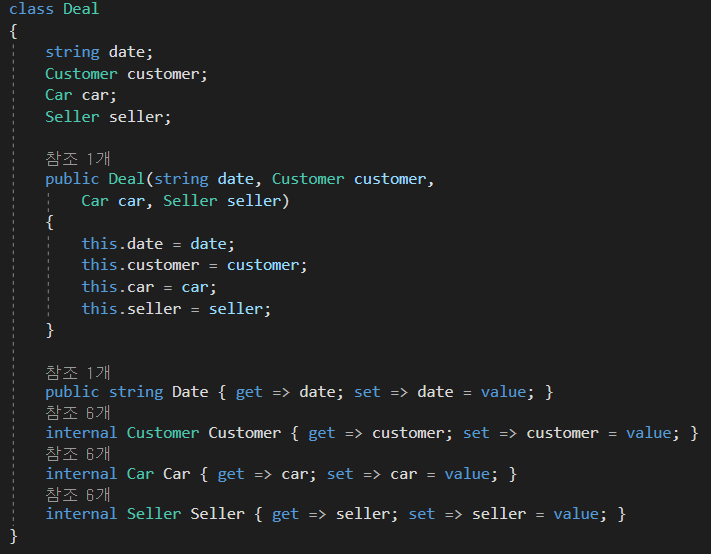 class Deal
{
string date;
Customer customer;
Car car;
Seller seller;
참조 1개
public Deal(string date, Customer customer,
Car car, Seller seller)
{
this.date = date;
this.customer = customer;
this.car = car;
this.seller = seller;
}
참조 1개
public string Date { get => date; set => date = value; }
참조 6개
internal Customer Customer { get => customer; set => customer = value; }
참조 6개
internal Car Car { get => car; set => car = value; }
참조 6개
internal Seller Seller { get => seller; set => seller = value; }
}